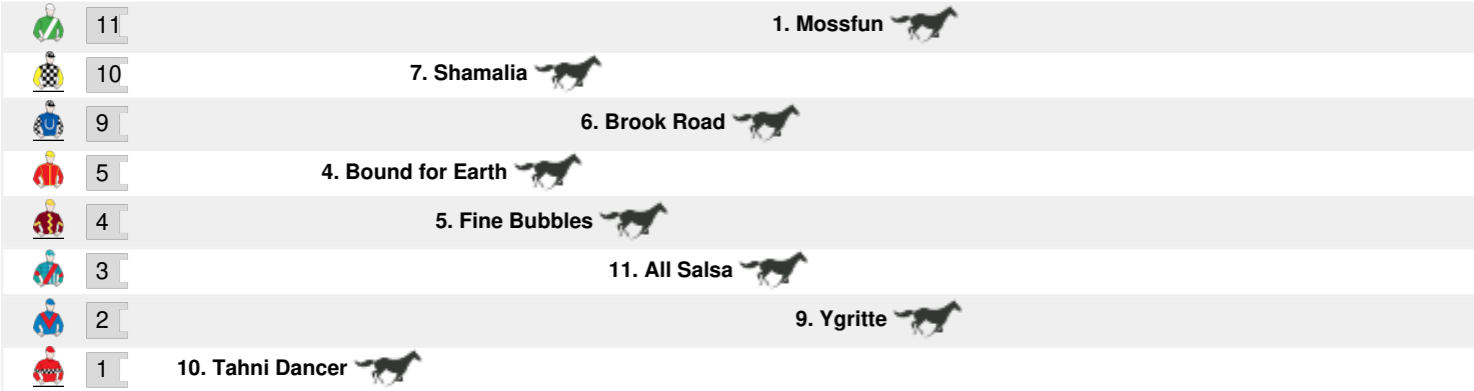 11 1. Mossfun
10 7. Shamalia
9 6. Brook Road
5 4. Bound for Earth
4 5. Fine Bubbles
3 11. All Salsa
2 9. Ygritte
1 10. Tahni Dancer